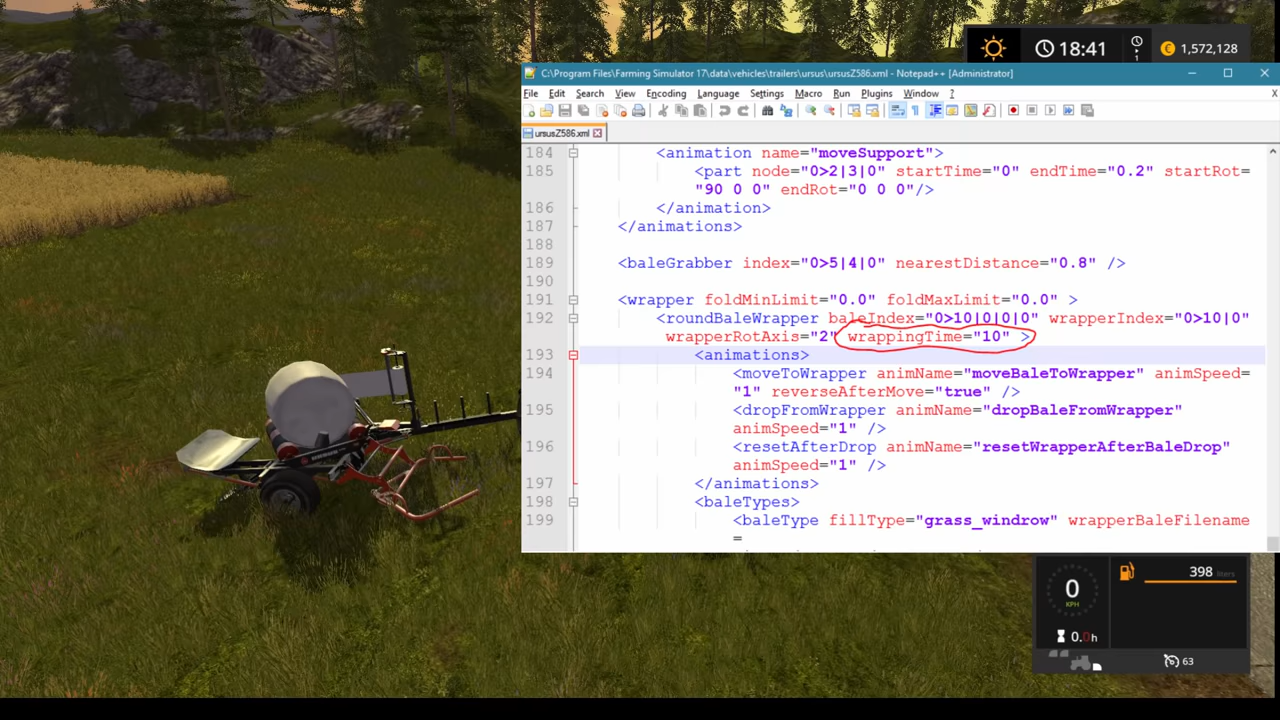 18:41
1
1,572,128
C:\Program Files\Farming Simulator 17\data\vehicles\trailers\ursus\ursusZ586.xml - Notepad++ [Administrator]
File Edit Search View Encoding Language Settings Macro Run Plugins Window ? X
ursusZ586.xml
184 <animation name="moveSupport">
185 <part node="0>2|3|0" startTime="0" endTime="0.2" startRot=
"90 0 0" endRot="0 0 0"/>
186 </animation>
187 </animations>
188
189 <baleGrabber index="0>5|4|0" nearestDistance="0.8" />
190
191 <wrapper foldMinLimit="0.0" foldMaxLimit="0.0" >
192 <roundBaleWrapper baleIndex="0>10|0|0|0" wrapperIndex="0>10|0"
wrapperRotAxis="2" wrappingTime="10" >
193 <animations>
194 <moveToWrapper animName="moveBaleToWrapper" animSpeed=
"1" reverseAfterMove="true" />
195 <dropFromWrapper animName="dropBaleFromWrapper"
animSpeed="1" />
196 <resetAfterDrop animName="resetWrapperAfterBaleDrop"
animSpeed="1" />
197 </animations>
198 <baleTypes>
199 <baleType fillType="grass_windrow" wrapperBaleFilename
=
398 liters
0
KPH
0.0h
63